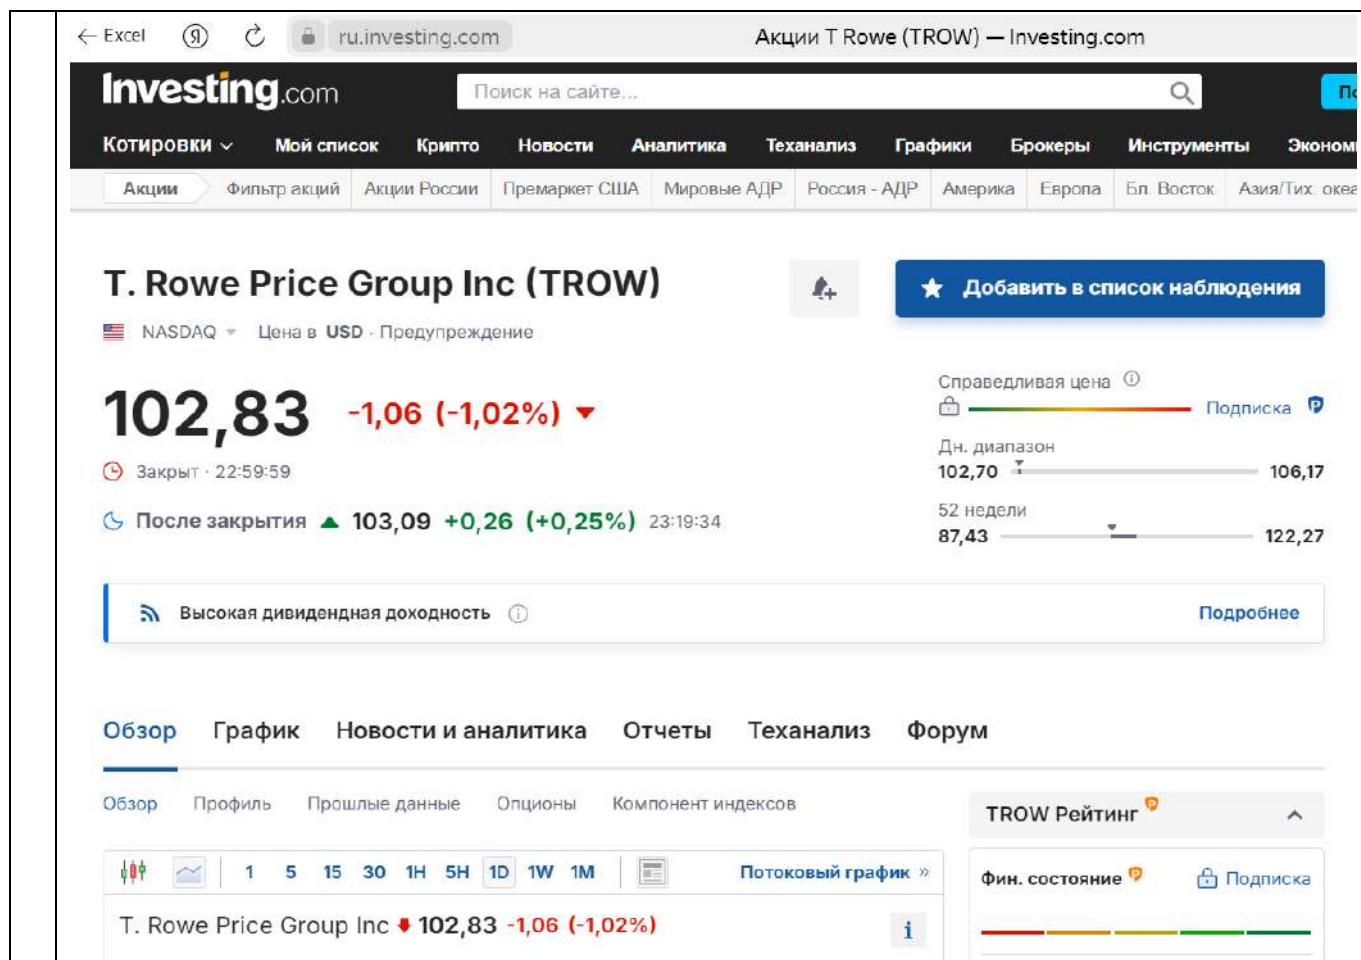 ← Excel Я ru.investing.com Акции T Rowe (TROW) — Investing.com
Investing.com Поиск на сайте...
Котировки Мой список Крипто Новости Аналитика Теханализ Графики Брокеры Инструменты
Акции Фильтр акций Акции России Премаркет США Мировые АДР Россия - АДР Америка Европа Бл. Восток Азия/Тих.
T. Rowe Price Group Inc (TROW)
Добавить в список наблюдения
NASDAQ Цена в USD · Предупреждение
102,83 -1,06 (-1,02%)
Закрыт · 22:59:59
После закрытия 103,09 +0,26 (+0,25%) 23:19:34
Справедливая цена
Подписка
Дн. диапазон
102,70 106,17
52 недели
87,43 122,27
Высокая дивидендная доходность Подробнее
Обзор График Новости и аналитика Отчеты Теханализ Форум
Обзор Профиль Прошлые данные Опционы Компонент индексов
TROW Рейтинг
1 5 15 30 1H 5H 1D 1W 1M Потоковый график »
Фин. состояние Подписка
T. Rowe Price Group Inc 102,83 -1,06 (-1,02%) i